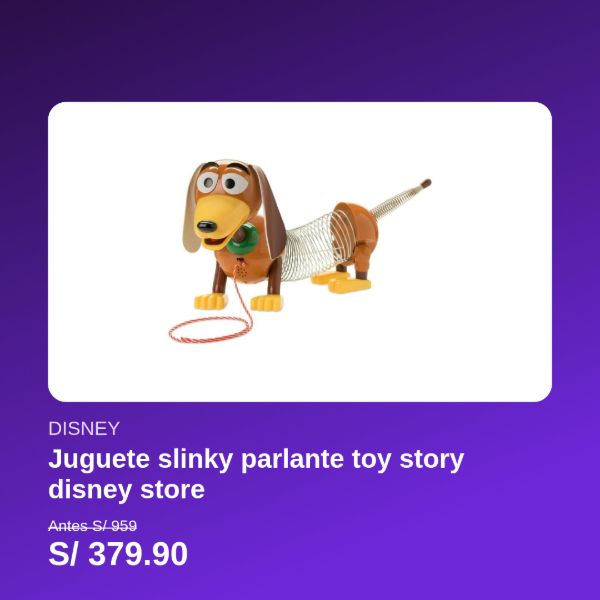 DISNEY
Juguete slinky parlante toy story
disney store
Antes S/ 959
S/ 379.90